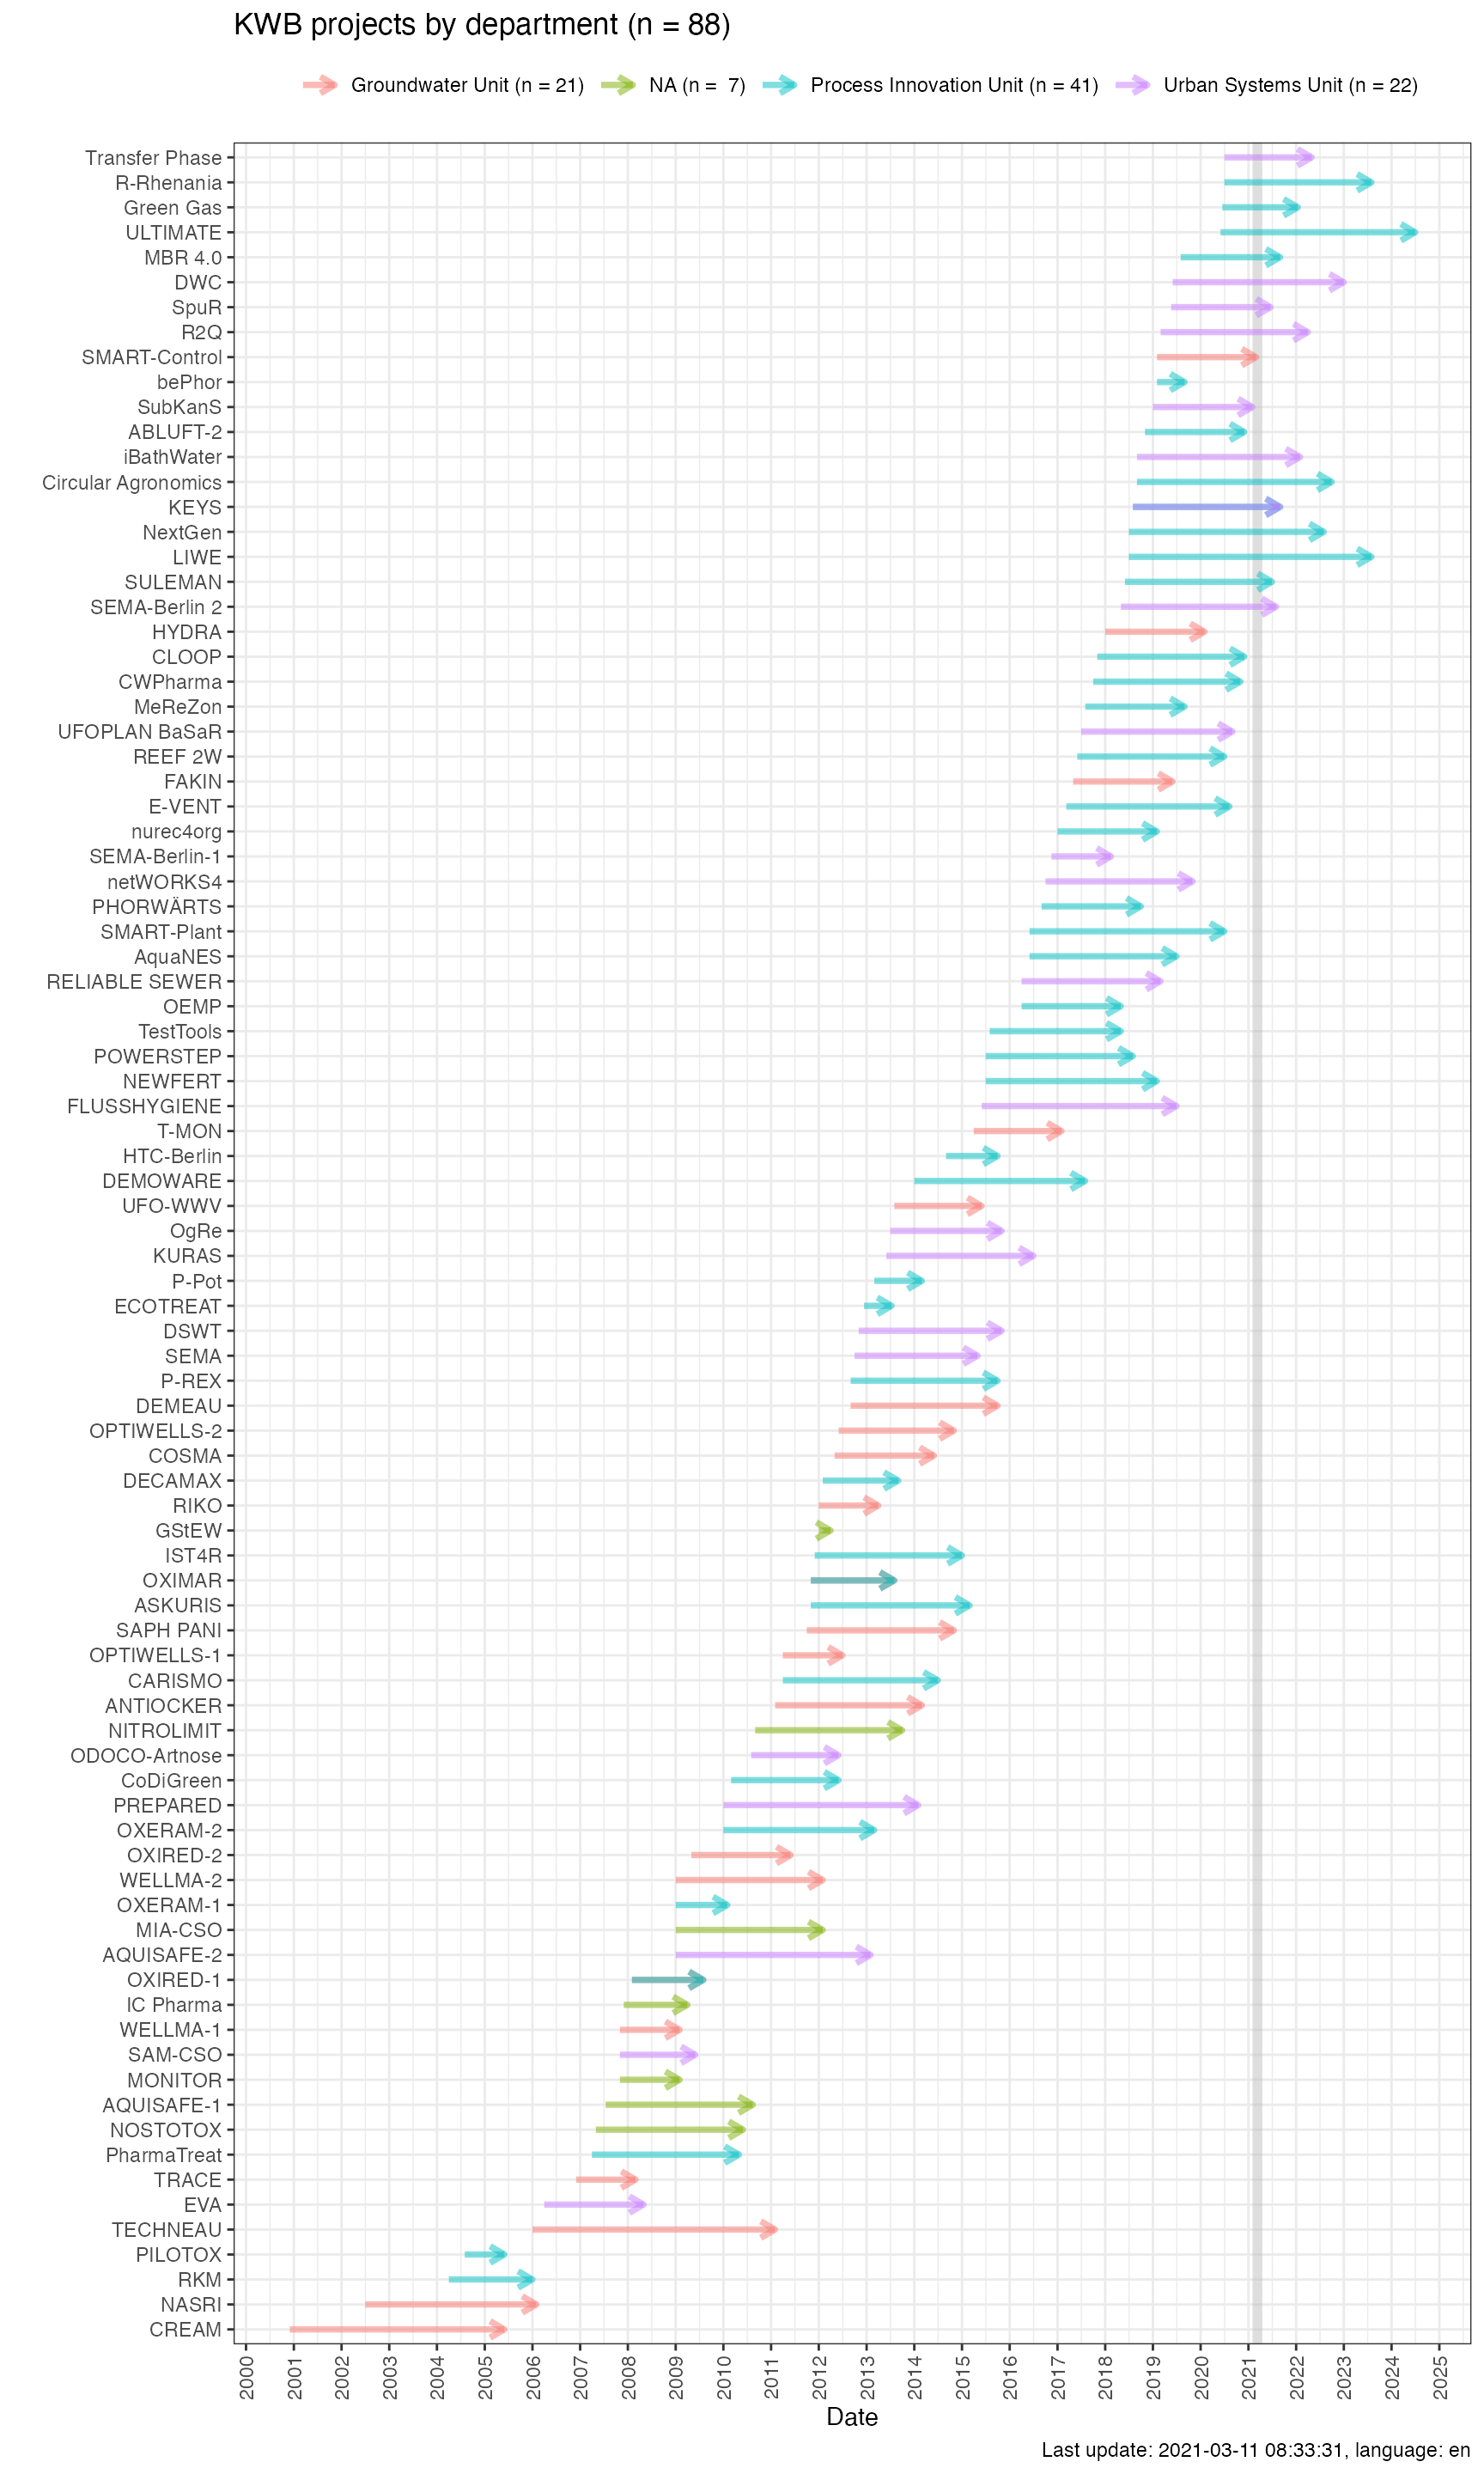 KWB projects by department (n = 88)
Groundwater Unit (n = 21) NA (n =  7) Process Innovation Unit (n = 41) Urban Systems Unit (n = 22)
Transfer Phase
R-Rhenania
Green Gas
ULTIMATE
MBR 4.0
DWC
SpuR
R2Q
SMART-Control
bePhor
SubKanS
ABLUFT-2
iBathWater
Circular Agronomics
KEYS
NextGen
LIWE
SULEMAN
SEMA-Berlin 2
HYDRA
CLOOP
CWPharma
MeReZon
UFOPLAN BaSaR
REEF 2W
FAKIN
E-VENT
nurec4org
SEMA-Berlin-1
netWORKS4
PHORWÄRTS
SMART-Plant
AquaNES
RELIABLE SEWER
OEMP
TestTools
POWERSTEP
NEWFERT
FLUSSHYGIENE
T-MON
HTC-Berlin
DEMOWARE
UFO-WWV
OgRe
KURAS
P-Pot
ECOTREAT
DSWT
SEMA
P-REX
DEMEAU
OPTIWELLS-2
COSMA
DECAMAX
RIKO
GStEW
IST4R
OXIMAR
ASKURIS
SAPH PANI
OPTIWELLS-1
CARISMO
ANTIOCKER
NITROLIMIT
ODOCO-Artnose
CoDiGreen
PREPARED
OXERAM-2
OXIRED-2
WELLMA-2
OXERAM-1
MIA-CSO
AQUISAFE-2
OXIRED-1
IC Pharma
WELLMA-1
SAM-CSO
MONITOR
AQUISAFE-1
NOSTOTOX
PharmaTreat
TRACE
EVA
TECHNEAU
PILOTOX
RKM
NASRI
CREAM
2000 2001 2002 2003 2004 2005 2006 2007 2008 2009 2010 2011 2012 2013 2014 2015 2016 2017 2018 2019 2020 2021 2022 2023 2024 2025
Date
Last update: 2021-03-11 08:33:31, language: en